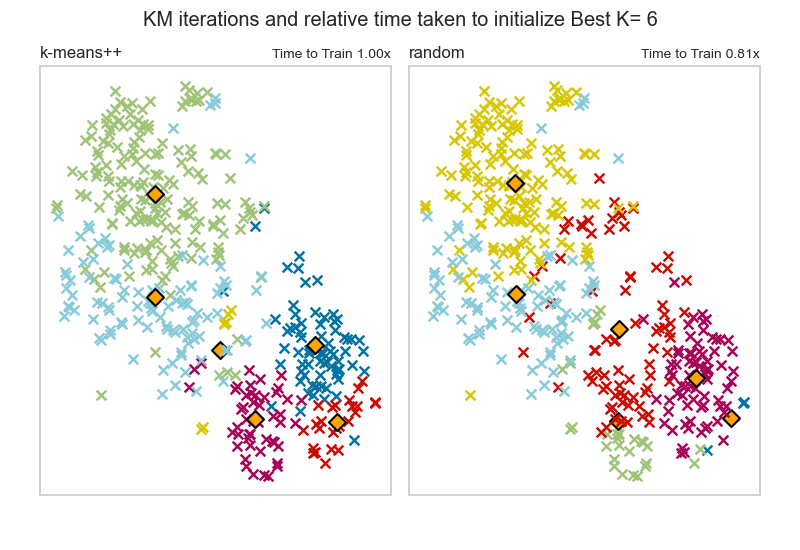 KM iterations and relative time taken to initialize Best K= 6
k-means++ Time to Train 1.00x
random Time to Train 0.81x